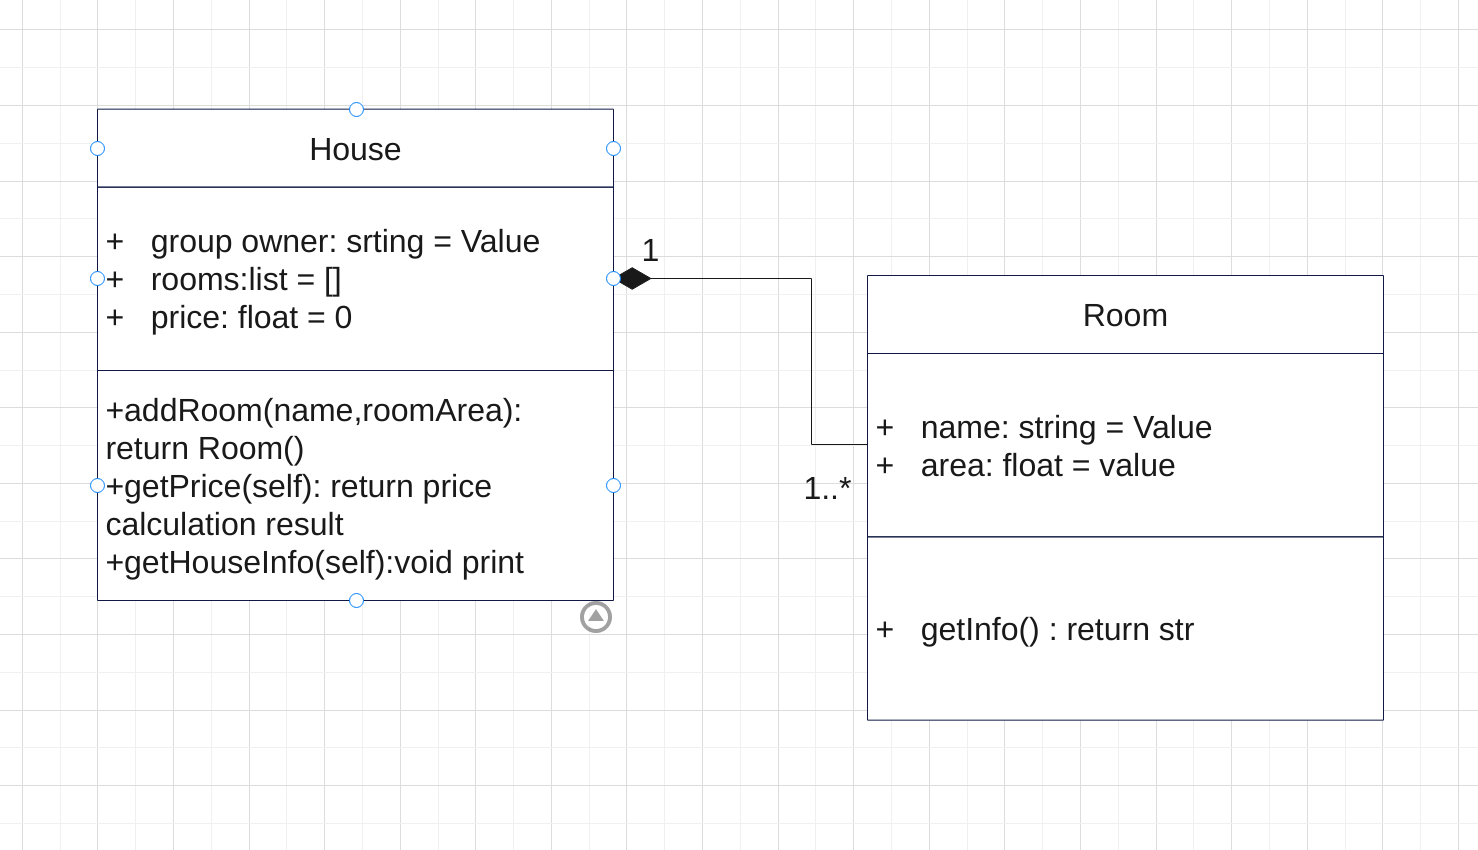 House
+ group owner: srting = Value
+ rooms:list = []
+ price: float = 0
+addRoom(name,roomArea):
return Room()
+getPrice(self): return price
calculation result
+getHouseInfo(self):void print
1
1..*
Room
+ name: string = Value
+ area: float = value
+ getInfo() : return str